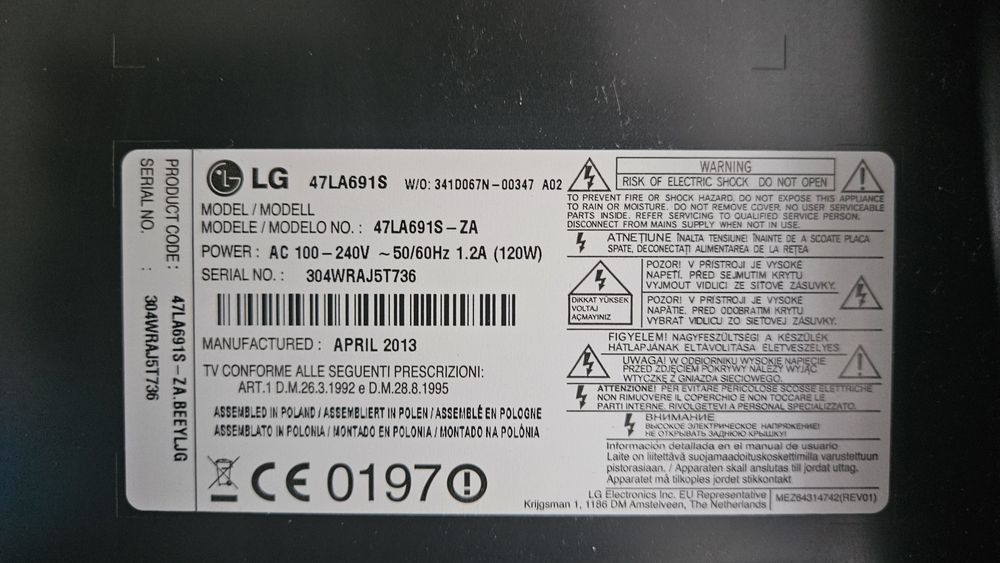 PRODUCT CODE: 47LA691S-ZA.BEEYLJG
SERIAL NO. : 304WRAJ5T736
LG 47LA691S W/O: 341D067N-00347 A02
MODEL / MODELL
MODELE / MODELO NO. : 47LA691S-ZA
POWER : AC 100-240V ~50/60Hz 1.2A (120W)
SERIAL NO. : 304WRAJ5T736
MANUFACTURED : APRIL 2013
TV CONFORME ALLE SEGUENTI PRESCRIZIONI:
ART.1 D.M.26.3.1992 e D.M.28.8.1995
ASSEMBLED IN POLAND / ASSEMBLIERT IN POLEN / ASSEMBLÉ EN POLOGNE
ASSEMBLATO IN POLONIA / MONTADO EN POLONIA / MONTADO NA POLÓNIA
CE 0197
WARNING
RISK OF ELECTRIC SHOCK DO NOT OPEN
TO PREVENT FIRE OR SHOCK HAZARD, DO NOT EXPOSE THIS APPLIANCE
TO RAIN OR MOISTURE. DO NOT REMOVE COVER. NO USER SERVICEABLE
PARTS INSIDE. REFER SERVICING TO QUALIFIED SERVICE PERSON.
DISCONNECT FROM MAINS SUPPLY WHEN NOT IN USE.
ATNEȚIUNE ÎNALTA TENSIUNE! ÎNAINTE DE A SCOATE PLACA
SPATE, DECONECTAȚI ALIMENTAREA DE LA REȚEA
DIKKAT YÜKSEK
VOLTAJ
AÇMAYINIZ
POZOR! V PŘÍSTROJI JE VYSOKÉ
NAPĚTÍ. PŘED SEJMUTIM KRYTU
VYJMOUT VIDLICI ZE SÍŤOVÉ ZÁSUVKY.
POZOR! V PRÍSTROJI JE VYSOKÉ
NAPÄTIE. PRED ODOBRATIM KRYTU
VYBRAŤ VIDLICU ZO SIEŤOVEJ ZÁSUVKY.
FIGYELEM! NAGYFESZÜLTSÉG! A KÉSZÜLÉK
HÁTLAPJÁNAK ELTÁVOLÍTÁSA ÉLETVESZÉLYES.
UWAGA! W ODBIORNIKU WYSOKIE NAPIĘCIE
PRZED ZDJĘCIEM POKRYWY NALEŻY WYJĄĆ
WTYCZKĘ Z GNIAZDA SIECIOWEGO.
ATTENZIONE! PER EVITARE PERICOLOSE SCOSSE ELETTRICHE
NON RIMUOVERE IL COPERCHIO E NON TOCCARE LE
PARTI INTERNE. RIVOLGETEVI A PERSONAL SPECIALIZZATO.
ВНИМАНИЕ
ВЫСОКОЕ ЭЛЕКТРИЧЕСКОЕ НАПРЯЖЕНИЕ!
НЕ ОТКРЫВАТЬ ЗАДНЮЮ КРЫШКУ!
Información detallada en el manual de usuario
Laite on liitettävä suojamaadoituskoskettimilla varustettuun
pistorasiaan. / Apparaten skall anslutas till jordat uttag.
Apparatet må tilkoples jordet stikkontakt
LG Electronics Inc. EU Representative
Krijgsman 1, 1186 DM Amstelveen, The Netherlands
MEZ64314742(REV01)